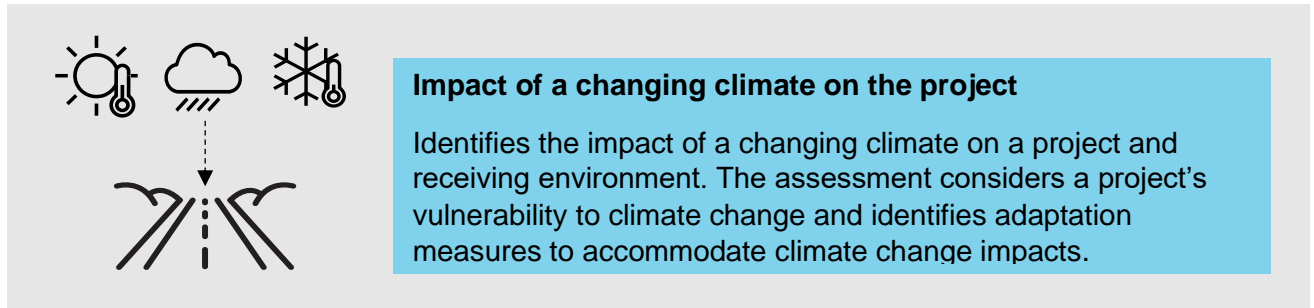 Impact of a changing climate on the project
Identifies the impact of a changing climate on a project and
receiving environment. The assessment considers a project's
vulnerability to climate change and identifies adaptation
measures to accommodate climate change impacts.